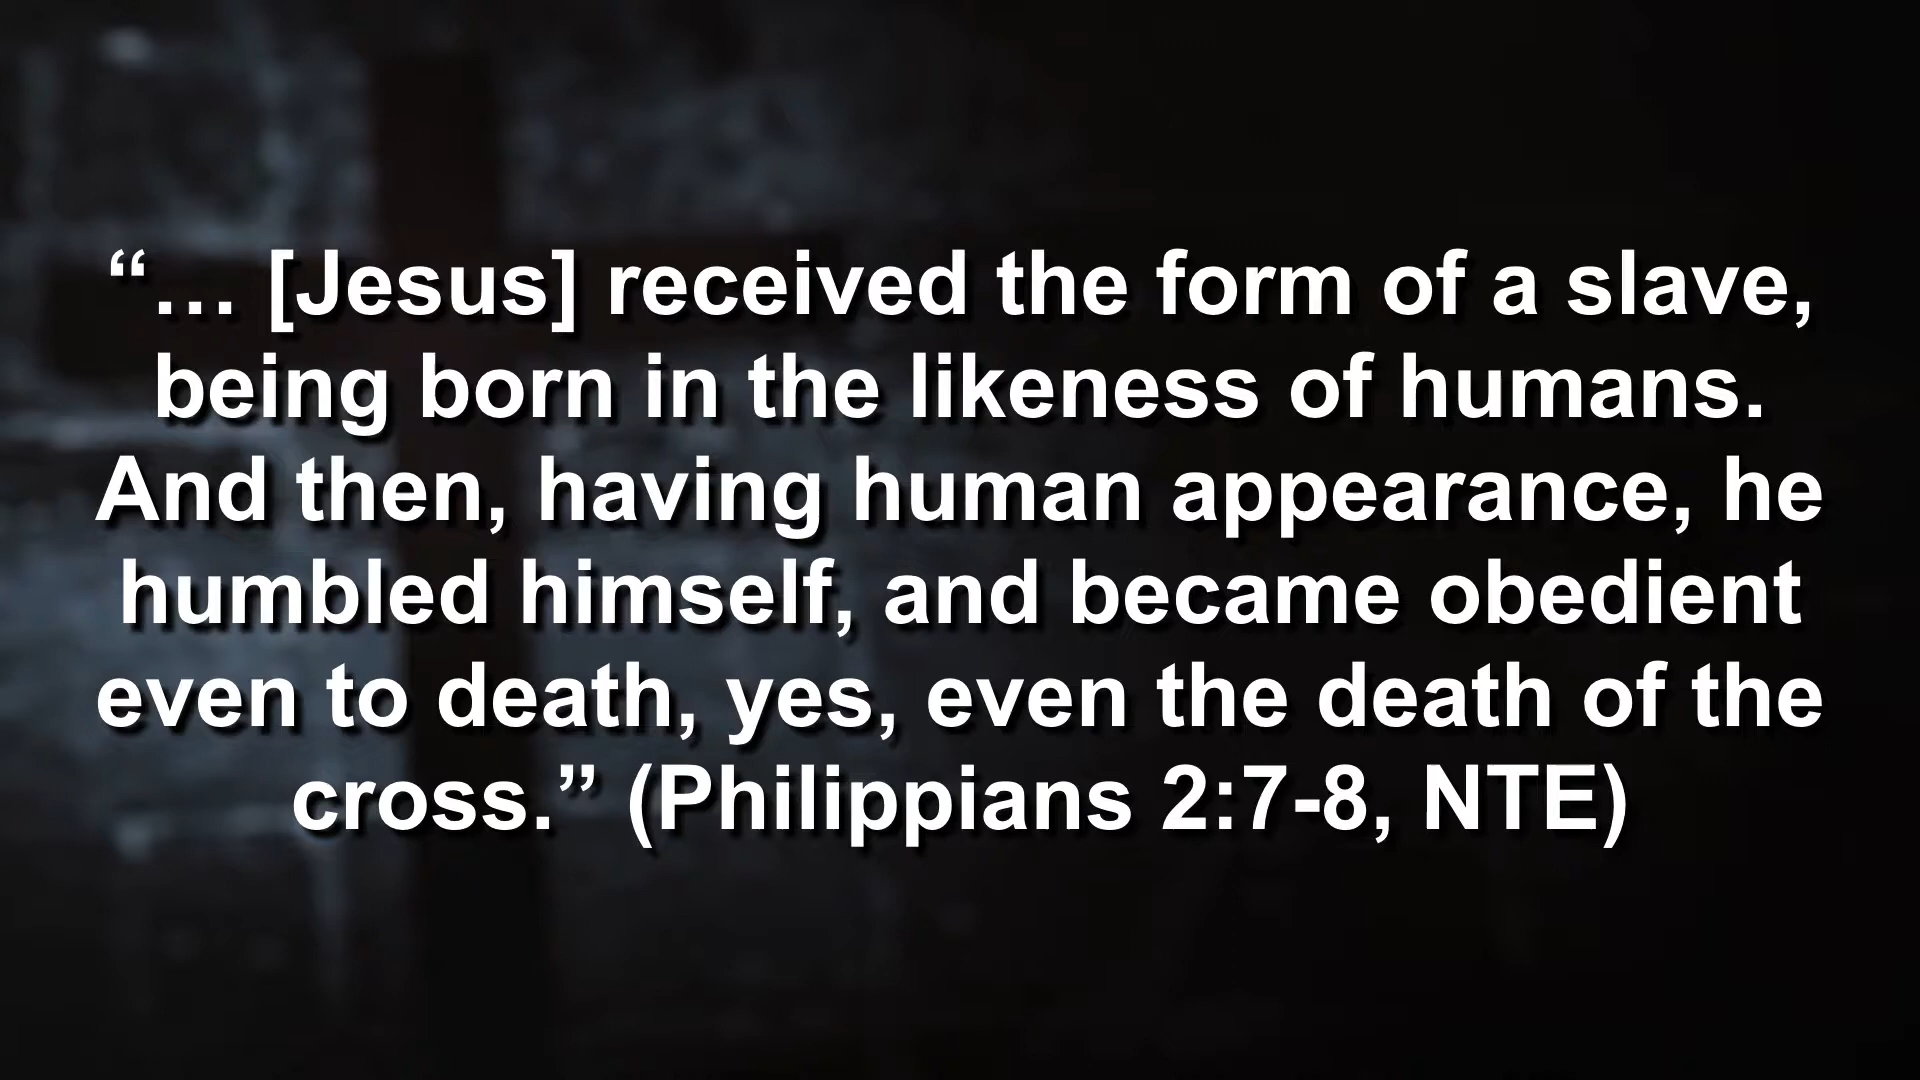 “… [Jesus] received the form of a slave,
being born in the likeness of humans.
And then, having human appearance, he
humbled himself, and became obedient
even to death, yes, even the death of the
cross.” (Philippians 2:7-8, NTE)